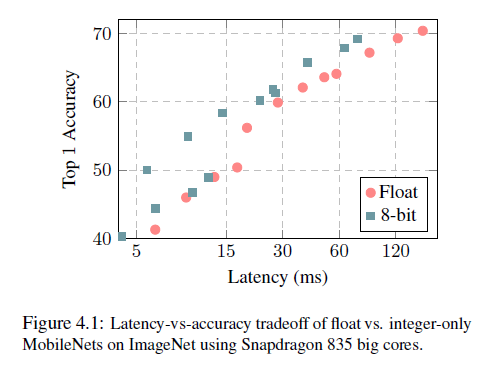 70
60
50
40
Top 1 Accuracy
Float
8-bit
5 15 30 60 120
Latency (ms)
Figure 4.1: Latency-vs-accuracy tradeoff of float vs. integer-only
MobileNets on ImageNet using Snapdragon 835 big cores.